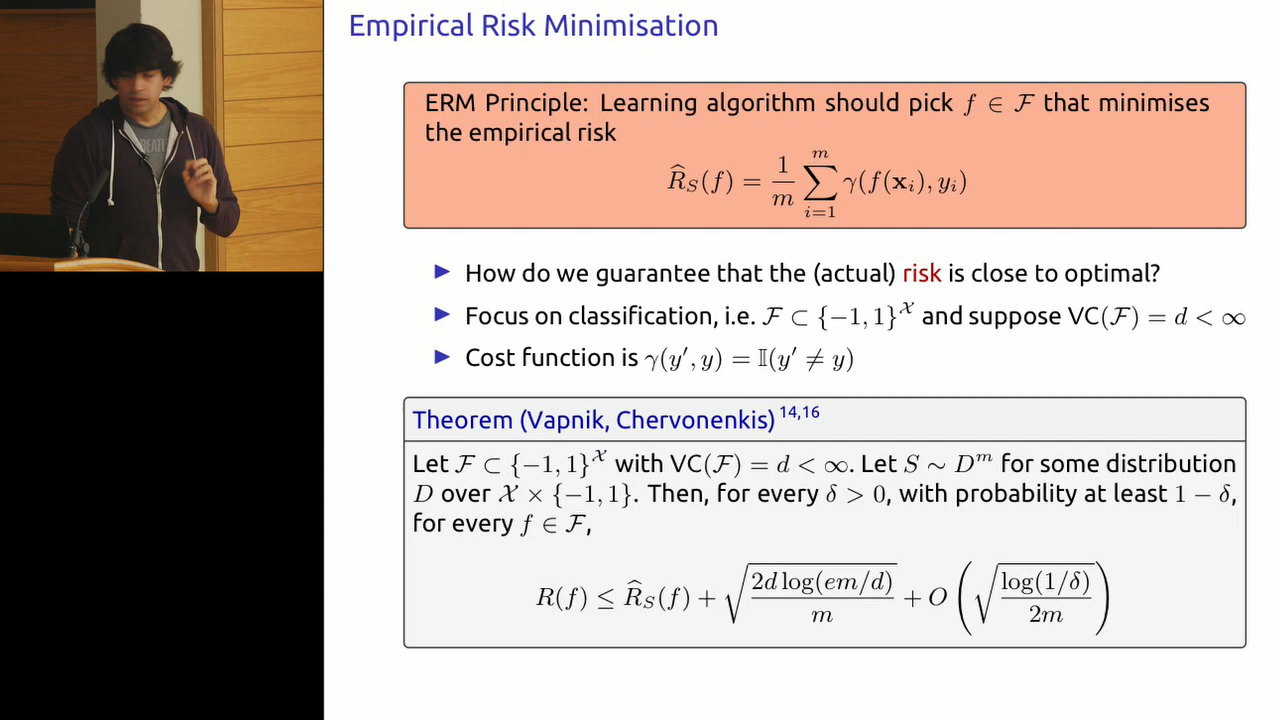 Empirical Risk Minimisation
ERM Principle: Learning algorithm should pick f ∈ 𝓕 that minimises
the empirical risk
R̂_S(f) = 1/m ∑_{i=1}^{m} γ(f(𝐱_i), y_i)
▶ How do we guarantee that the (actual) risk is close to optimal?
▶ Focus on classification, i.e. 𝓕 ⊂ {−1, 1}^𝒳 and suppose VC(𝓕) = d < ∞
▶ Cost function is γ(y′, y) = 𝕀(y′ ≠ y)
Theorem (Vapnik, Chervonenkis)^14,16
Let 𝓕 ⊂ {−1, 1}^𝒳 with VC(𝓕) = d < ∞. Let S ∼ D^m for some distribution
D over 𝒳 × {−1, 1}. Then, for every δ > 0, with probability at least 1 − δ,
for every f ∈ 𝓕,
R(f) ≤ R̂_S(f) + √(2d log(em/d) / m) + O(√(log(1/δ) / 2m))